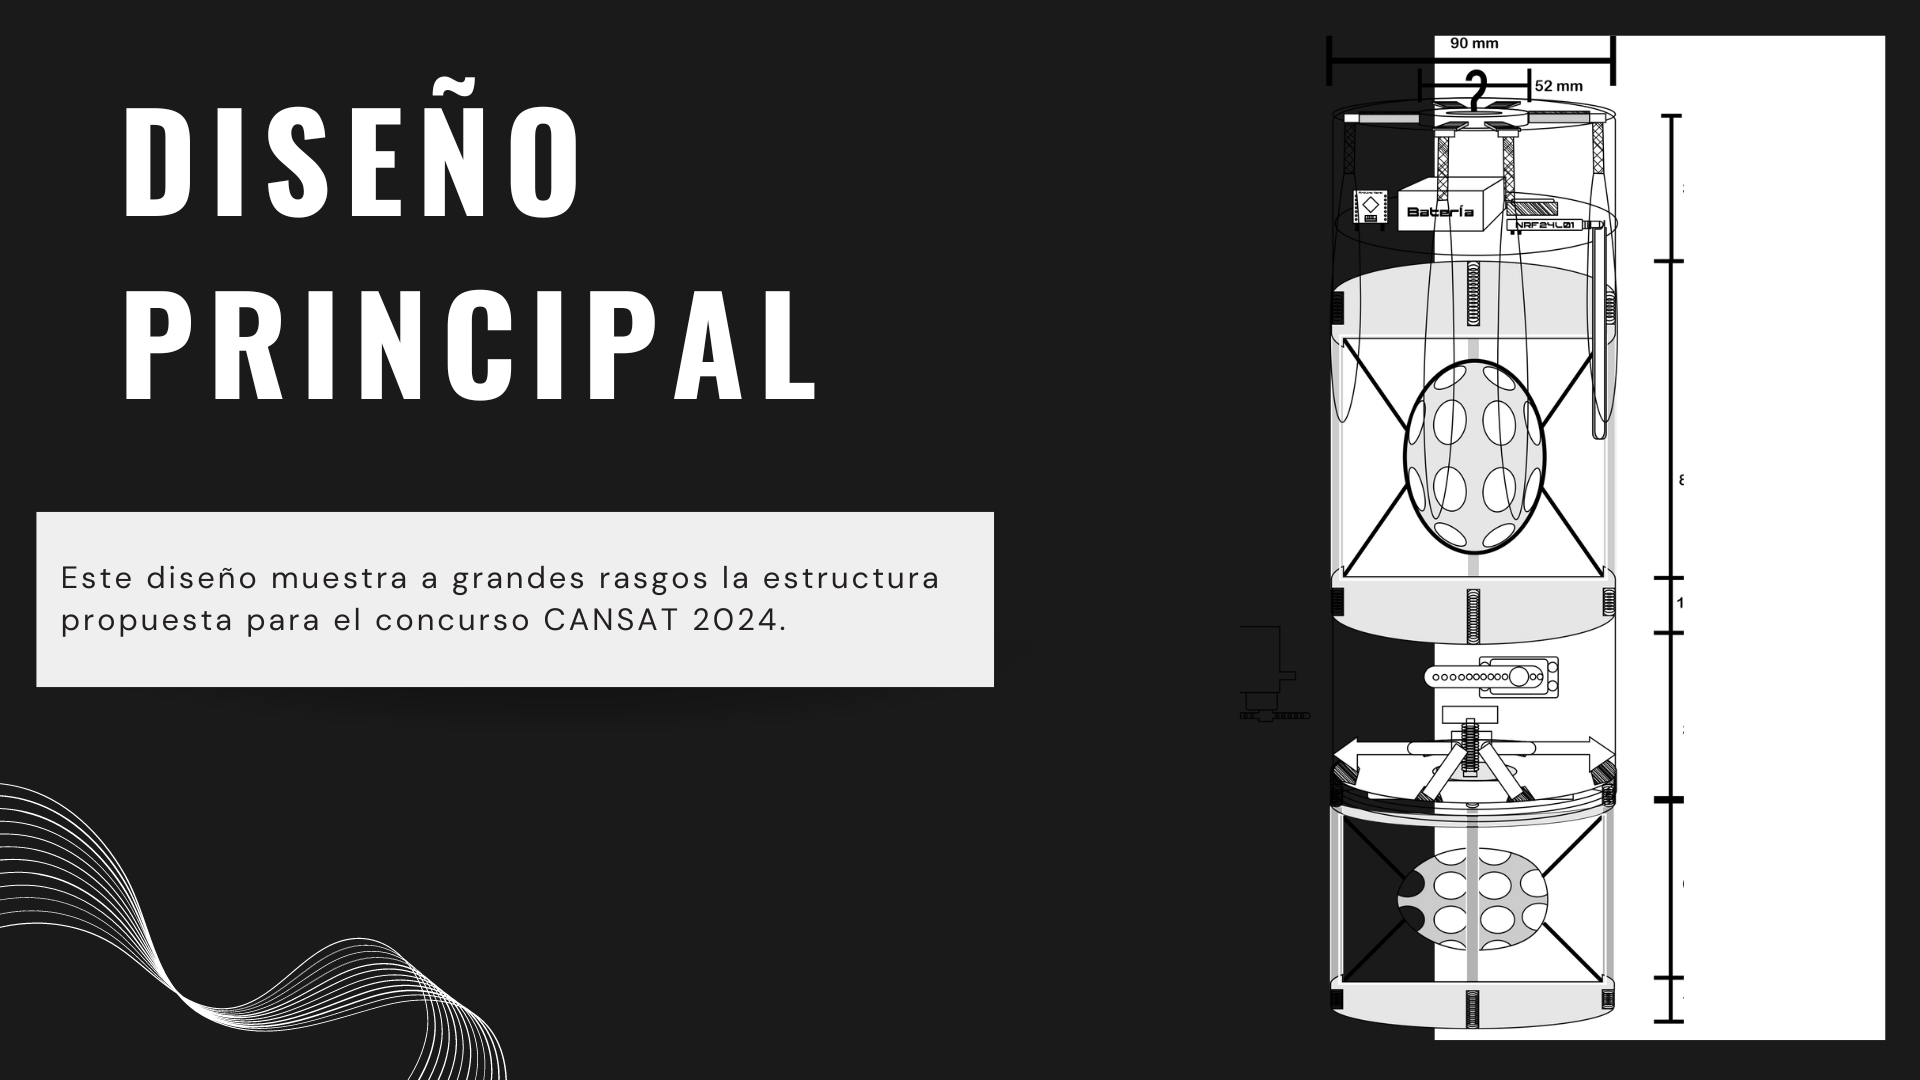 DISEÑO
PRINCIPAL
Este diseño muestra a grandes rasgos la estructura
propuesta para el concurso CANSAT 2024.
90 mm
52 mm
Batería
NRF24L01